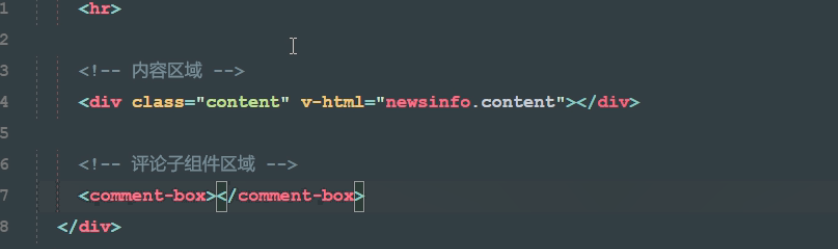 1 <hr>
2
3 <!-- 内容区域 -->
4 <div class="content" v-html="newsinfo.content"></div>
5
6 <!-- 评论子组件区域 -->
7 <comment-box></comment-box>
8 </div>